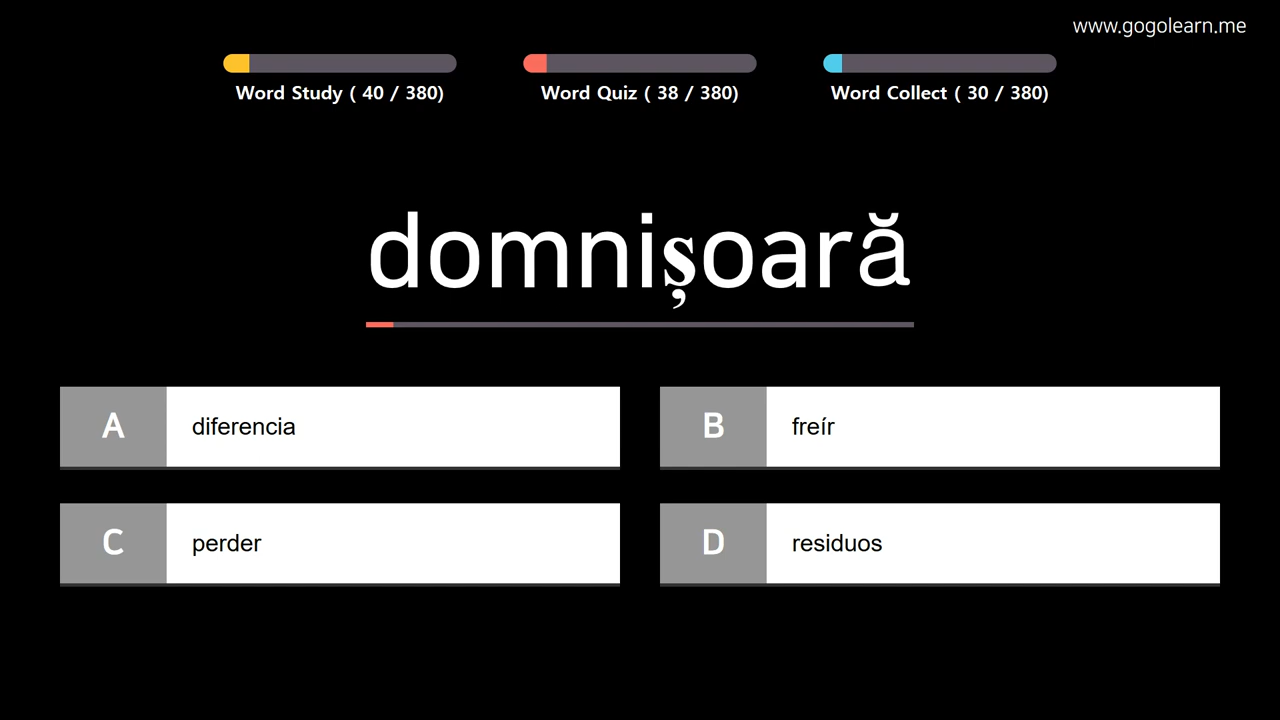 www.gogolearn.me
Word Study ( 40 / 380)
Word Quiz ( 38 / 380)
Word Collect ( 30 / 380)
domnișoară
A diferencia
B freír
C perder
D residuos